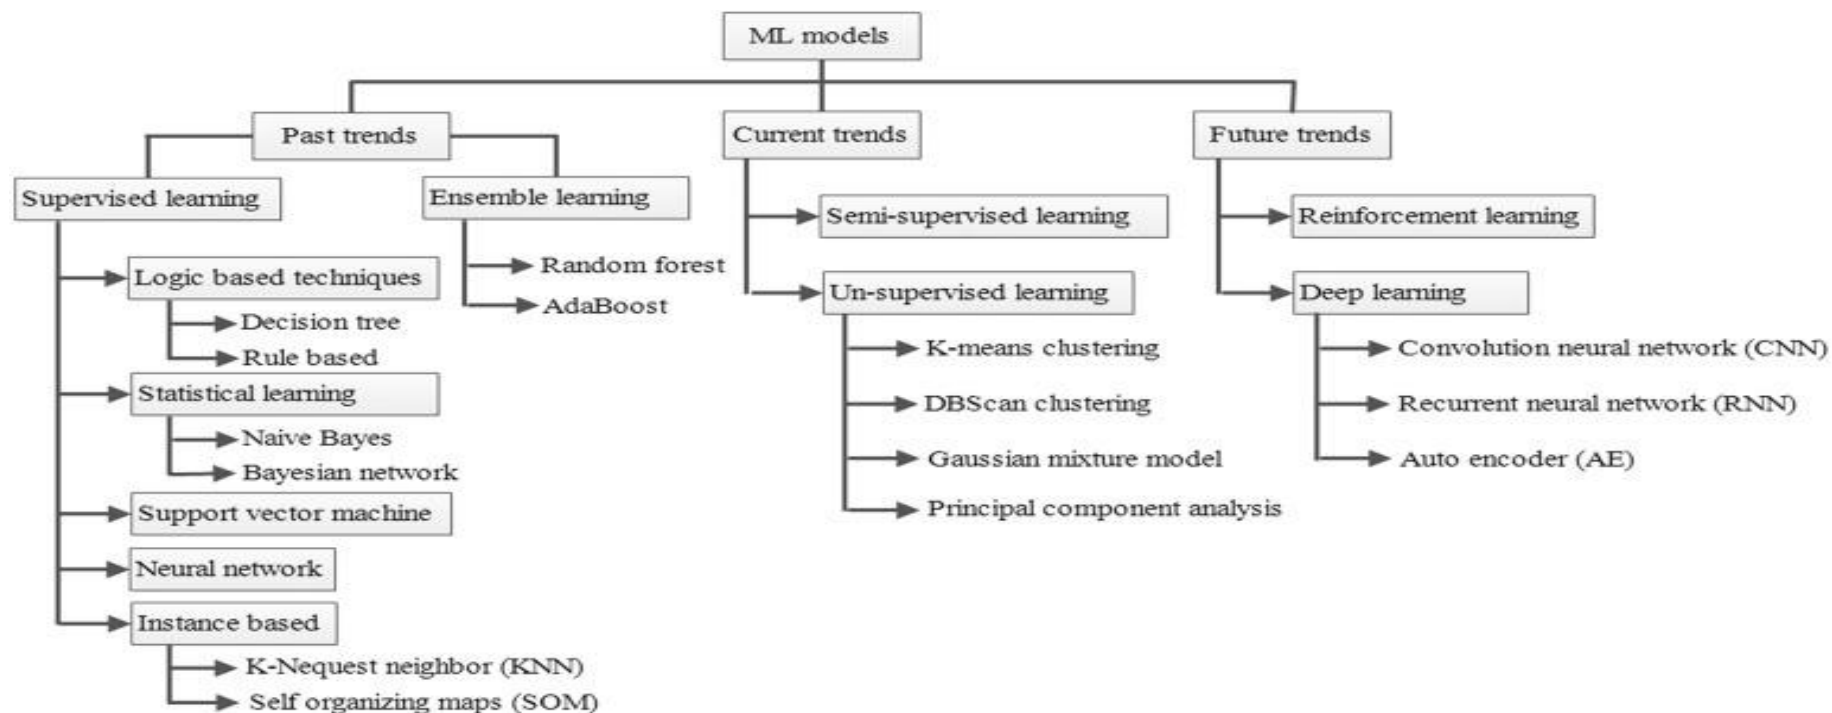 ML models
Past trends
Supervised learning
Logic based techniques
Decision tree
Rule based
Statistical learning
Naive Bayes
Bayesian network
Support vector machine
Neural network
Instance based
K-Nequest neighbor (KNN)
Self organizing maps (SOM)
Ensemble learning
Random forest
AdaBoost
Current trends
Semi-supervised learning
Un-supervised learning
K-means clustering
DBScan clustering
Gaussian mixture model
Principal component analysis
Future trends
Reinforcement learning
Deep learning
Convolution neural network (CNN)
Recurrent neural network (RNN)
Auto encoder (AE)